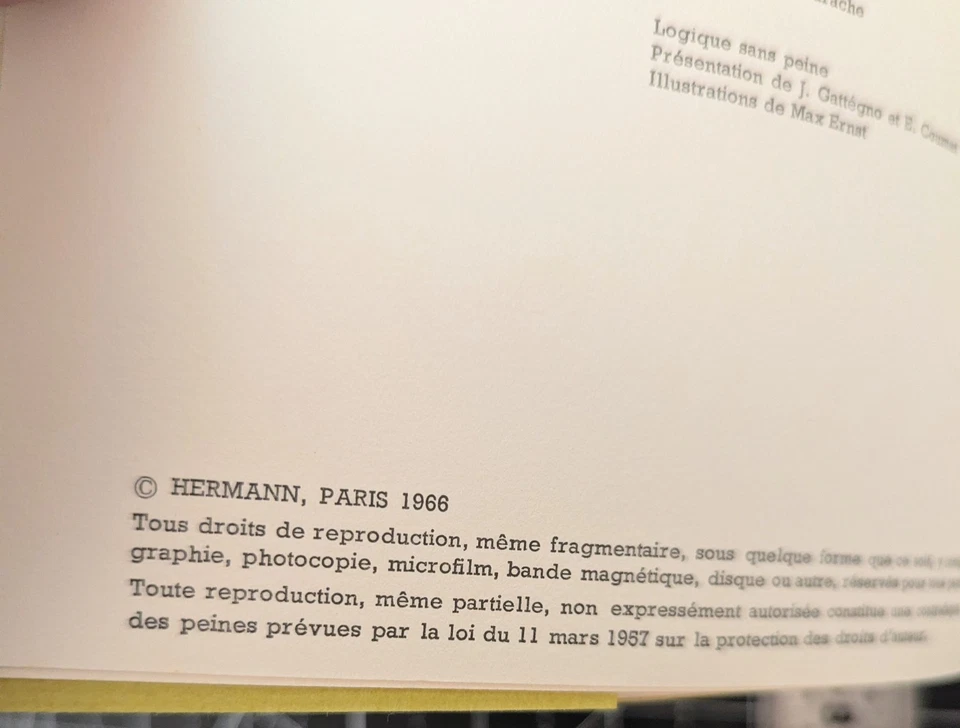 Logique sans peine
Présentation de J. Gattégno et E.
Illustrations de Max Ernst
© HERMANN, PARIS 1966
Tous droits de reproduction, même fragmentaire, sous quelque forme que ce soit,
graphie, photocopie, microfilm, bande magnétique, disque ou autre, réservés pour
Toute reproduction, même partielle, non expressément autorisée constitue une
des peines prévues par la loi du 11 mars 1957 sur la protection des droits d'auteur.